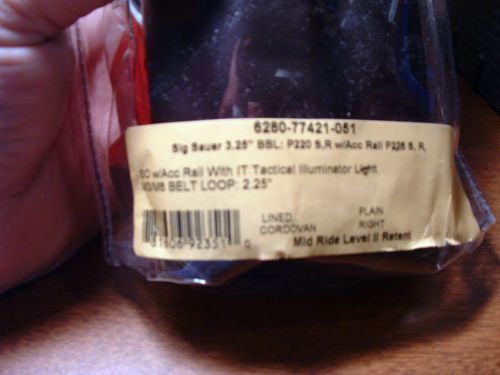 6280-77421-051
Sig Sauer 3.25" BBL: P220 S,R w/Acc Rail P226 S, R,
SC w/Acc Rail With IT Tactical Illuminator Light
BELT LOOP: 2.25"
LINED PLAIN
CORDOVAN RIGHT
Mid Ride Level II Retent